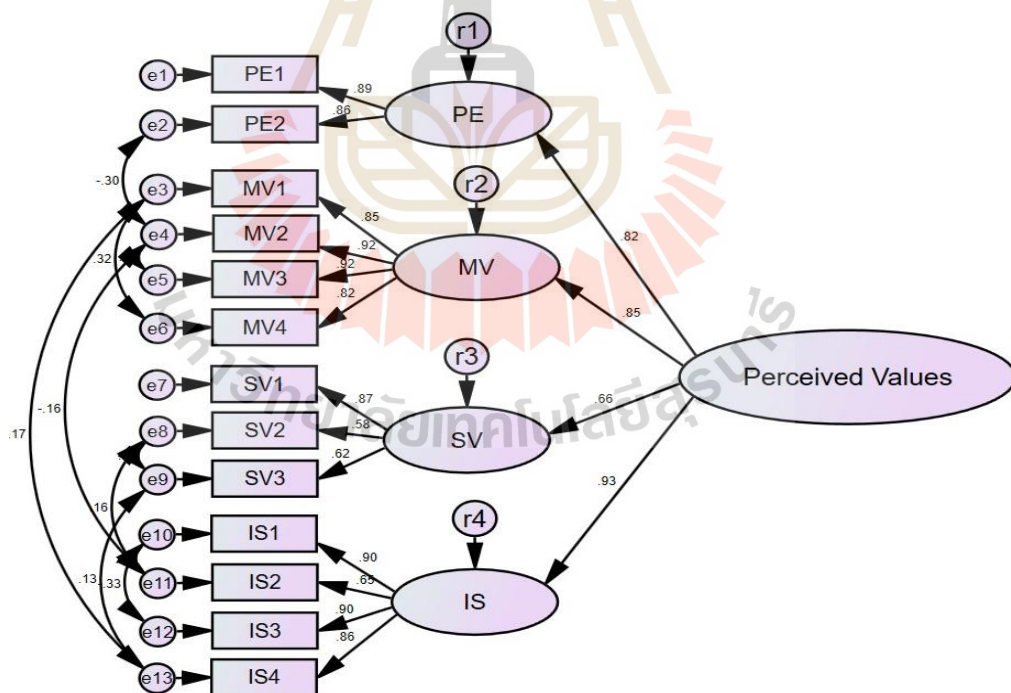 r1
e1 PE1
.89
PE
e2 PE2
.86
-.30
r2
e3 MV1
.85
e4 MV2
.92
.82
MV
.32
e5 MV3
.92
e6 MV4
.82
.85
มหาวิทยาลัยเทคโนโลยีสุรนารี
r3
Perceived Values
e7 SV1
.87
-.16
.66
.17
e8 SV2
.58
SV
e9 SV3
.62
.93
.16
r4
e10 IS1
.90
.13
.33
e11 IS2
.65
IS
e12 IS3
.90
e13 IS4
.86